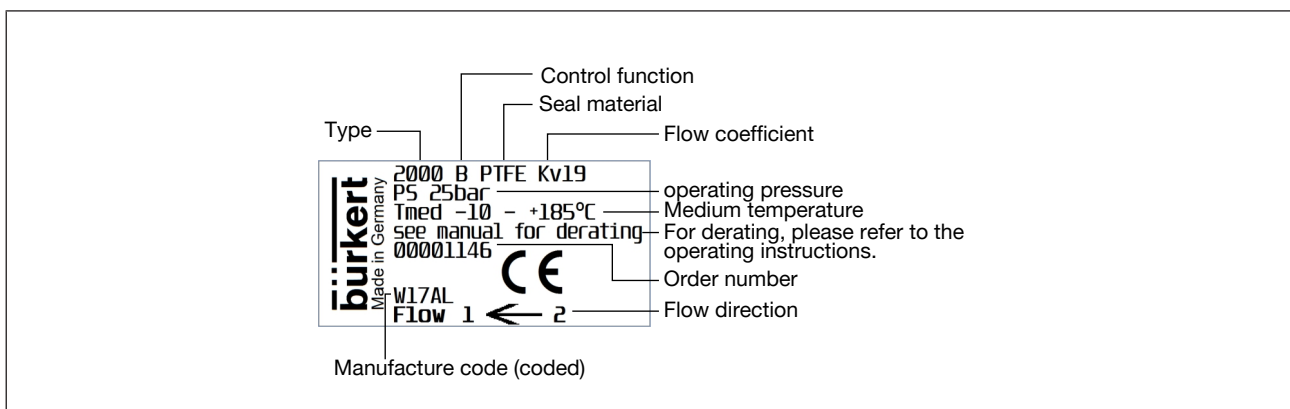 Control function
Seal material
Type
Flow coefficient
bürkert
Made in Germany
2000 B PTFE Kv19
PS 25bar
operating pressure
Tmed -10 - +185°C
Medium temperature
see manual for derating
For derating, please refer to the
operating instructions.
00001146
CE
Order number
W17AL
Flow 1 ← 2
Flow direction
Manufacture code (coded)